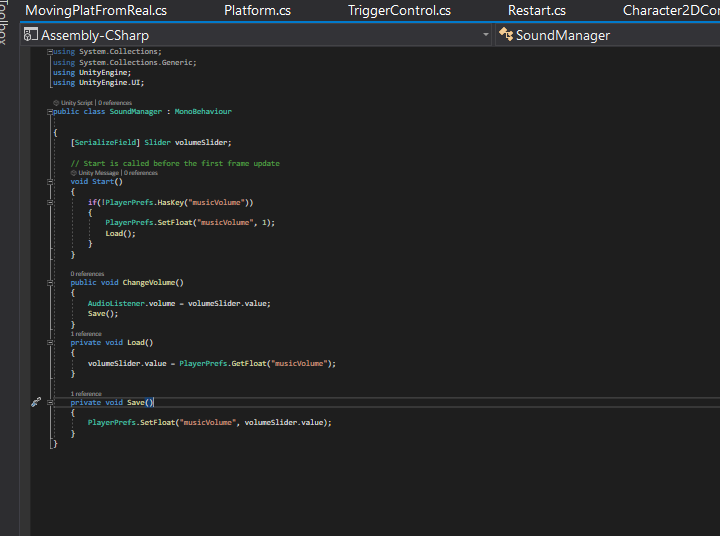 Toolbox
MovingPlatFromReal.cs Platform.cs TriggerControl.cs Restart.cs Character2DCon
Assembly-CSharp SoundManager
using System.Collections;
using System.Collections.Generic;
using UnityEngine;
using UnityEngine.UI;
Unity Script | 0 references
public class SoundManager : MonoBehaviour
{
[SerializeField] Slider volumeSlider;
// Start is called before the first frame update
Unity Message | 0 references
void Start()
{
if(!PlayerPrefs.HasKey("musicVolume"))
{
PlayerPrefs.SetFloat("musicVolume", 1);
Load();
}
}
0 references
public void ChangeVolume()
{
AudioListener.volume = volumeSlider.value;
Save();
}
1 reference
private void Load()
{
volumeSlider.value = PlayerPrefs.GetFloat("musicVolume");
}
1 reference
private void Save()
{
PlayerPrefs.SetFloat("musicVolume", volumeSlider.value);
}
}